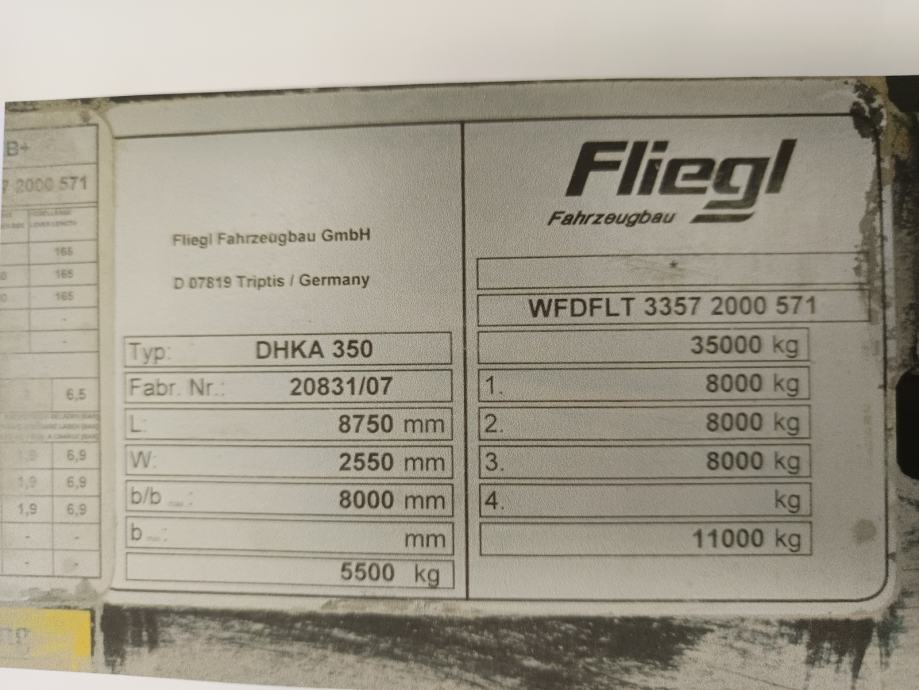 B+
7 2000 571
165
165
165
-
-
6,5
1,9 6,9
1,9 6,9
1,9 6,9
- -
- -
Fliegl Fahrzeugbau GmbH
D 07819 Triptis / Germany
Typ: DHKA 350
Fabr. Nr.: 20831/07
L: 8750 mm
W: 2550 mm
b/b : 8000 mm
b : mm
5500 kg
Fliegl
Fahrzeugbau
*
WFDFLT 3357 2000 571
35000 kg
1. 8000 kg
2. 8000 kg
3. 8000 kg
4. kg
11000 kg